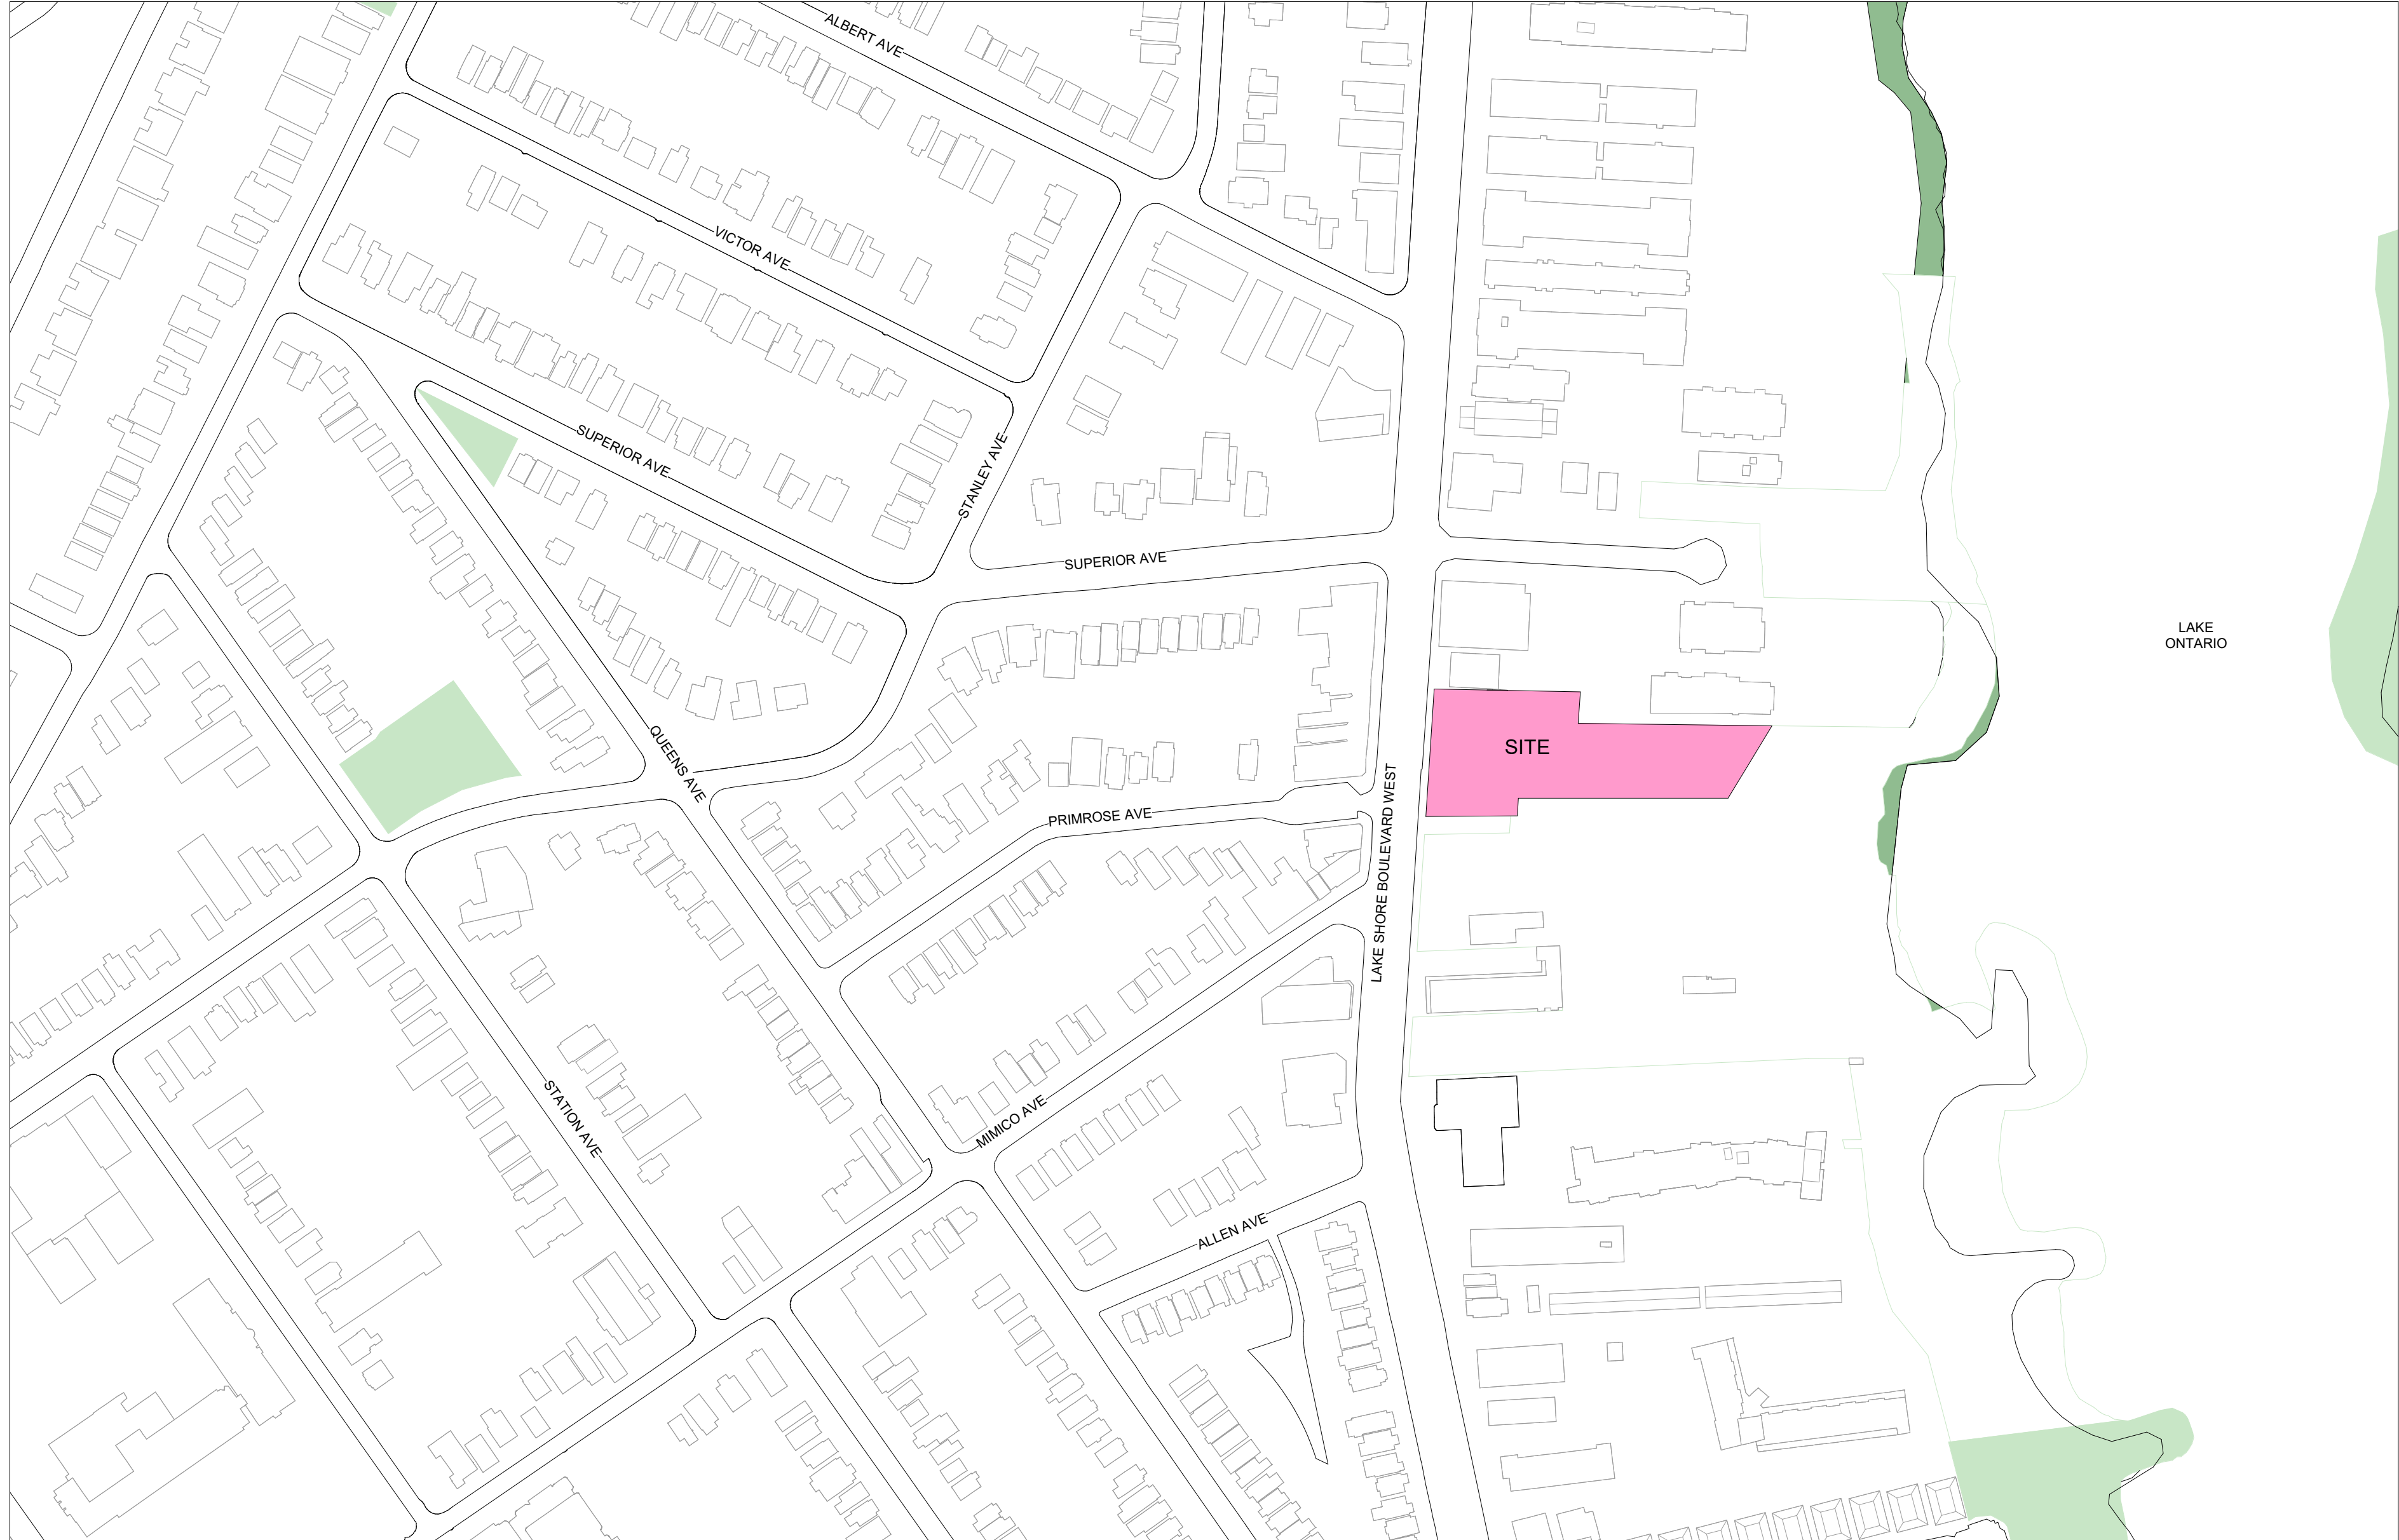 ALBERT AVE
VICTOR AVE
SUPERIOR AVE
STANLEY AVE
SUPERIOR AVE
LAKE
ONTARIO
QUEENS AVE
SITE
PRIMROSE AVE
LAKE SHORE BOULEVARD WEST
STATION AVE
MIMICO AVE
ALLEN AVE